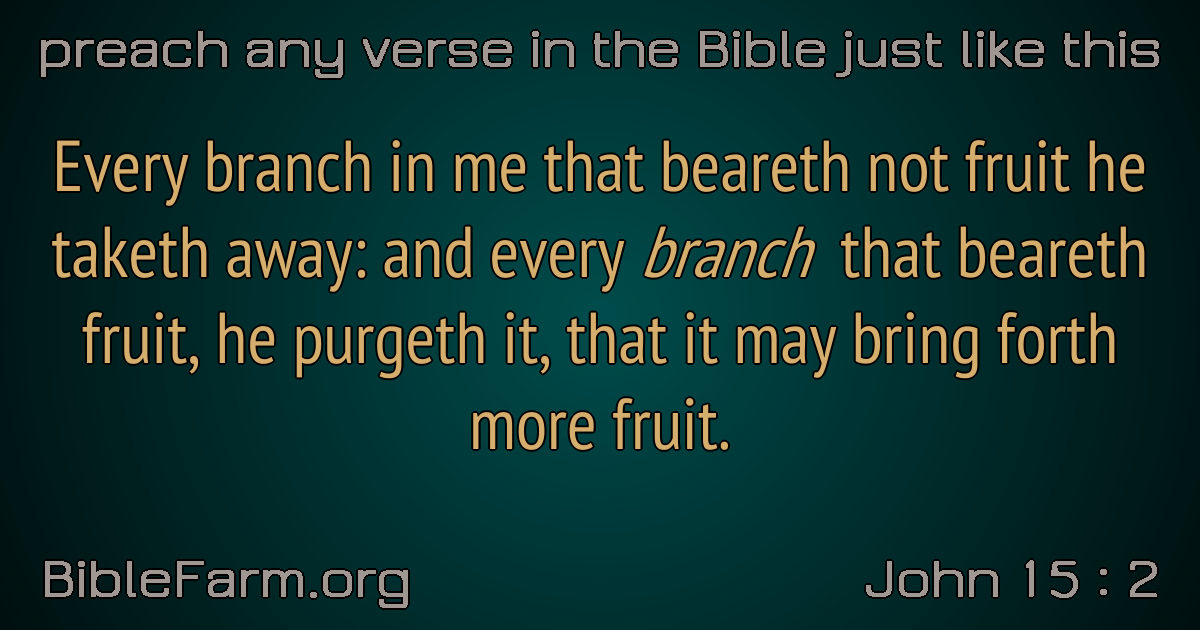 preach any verse in the Bible just like this
Every branch in me that beareth not fruit he
taketh away: and every branch that beareth
fruit, he purgeth it, that it may bring forth
more fruit.
BibleFarm.org
John 15 : 2